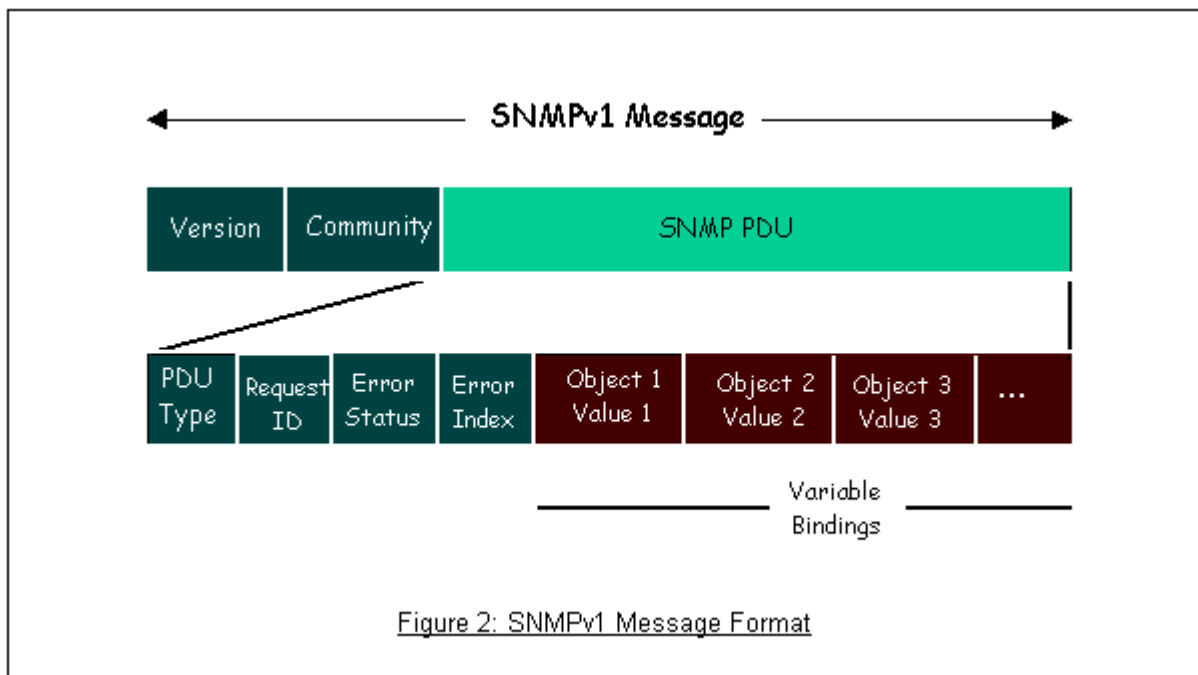 SNMPv1 Message
Version
Community
SNMP PDU
PDU
Type
Request
ID
Error
Status
Error
Index
Object 1
Value 1
Object 2
Value 2
Object 3
Value 3
...
Variable
Bindings
Figure 2: SNMPv1 Message Format